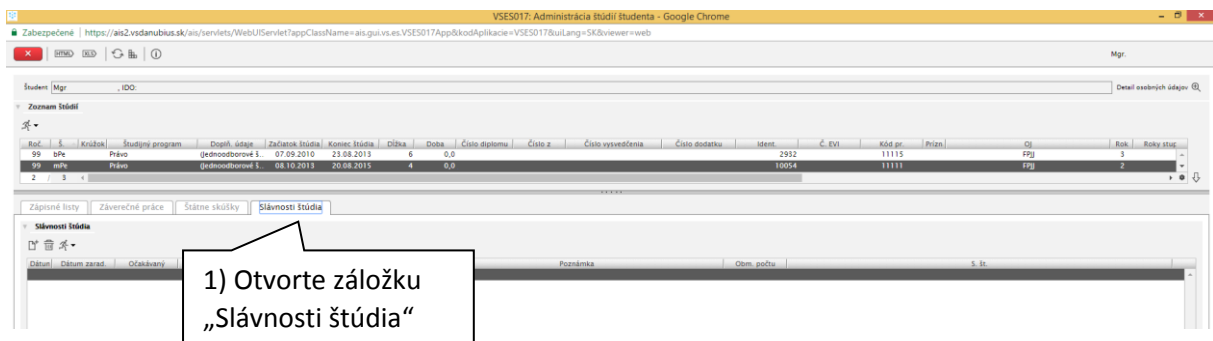 VSES017: Administrácia štúdií študenta - Google Chrome
Zabezpečené | https://ais2.vsdanubius.sk/ais/servlets/WebUIServlet?appClassName=ais.gui.vs.es.VSES017App&kodAplikacie=VSES017&uiLang=SK&viewer=web
HTML XLS Mgr.
Študent Mgr , IDO: Detail osobných údajov
Zoznam štúdií
Roč. Š. Krúžok Študijný program Doplň. údaje Začiatok štúdia Koniec štúdia Dĺžka Doba Číslo diplomu Číslo z Číslo vysvedčenia Číslo dodatku Ident. Č. EVI Kód pr. Prízn OJ Rok Roky stup
99 bPe Právo (Jednoodborové š.. 07.09.2010 23.08.2013 6 0,0 2932 11115 FPJJ 3
99 mPe Právo (Jednoodborové š.. 08.10.2013 20.08.2015 4 0,0 10054 11111 FPJJ 2
2 / 3
Zápisné listy Záverečné práce Štátne skúšky Slávnosti štúdia
Slávnosti štúdia
Dátum Dátum zarad. Očakávaný Poznámka Obm. počtu S. št.
1) Otvorte záložku
„Slávnosti štúdia“